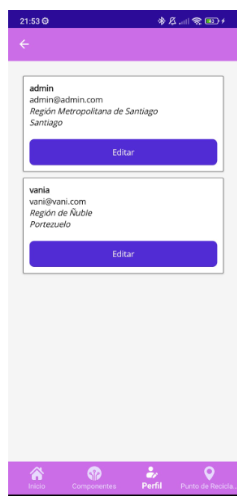 21:53
admin
admin@admin.com
Región Metropolitana de Santiago
Santiago
Editar
vania
vani@vani.com
Región de Ñuble
Portezuelo
Editar
Inicio
Componentes
Perfil
Punto de Recicla..